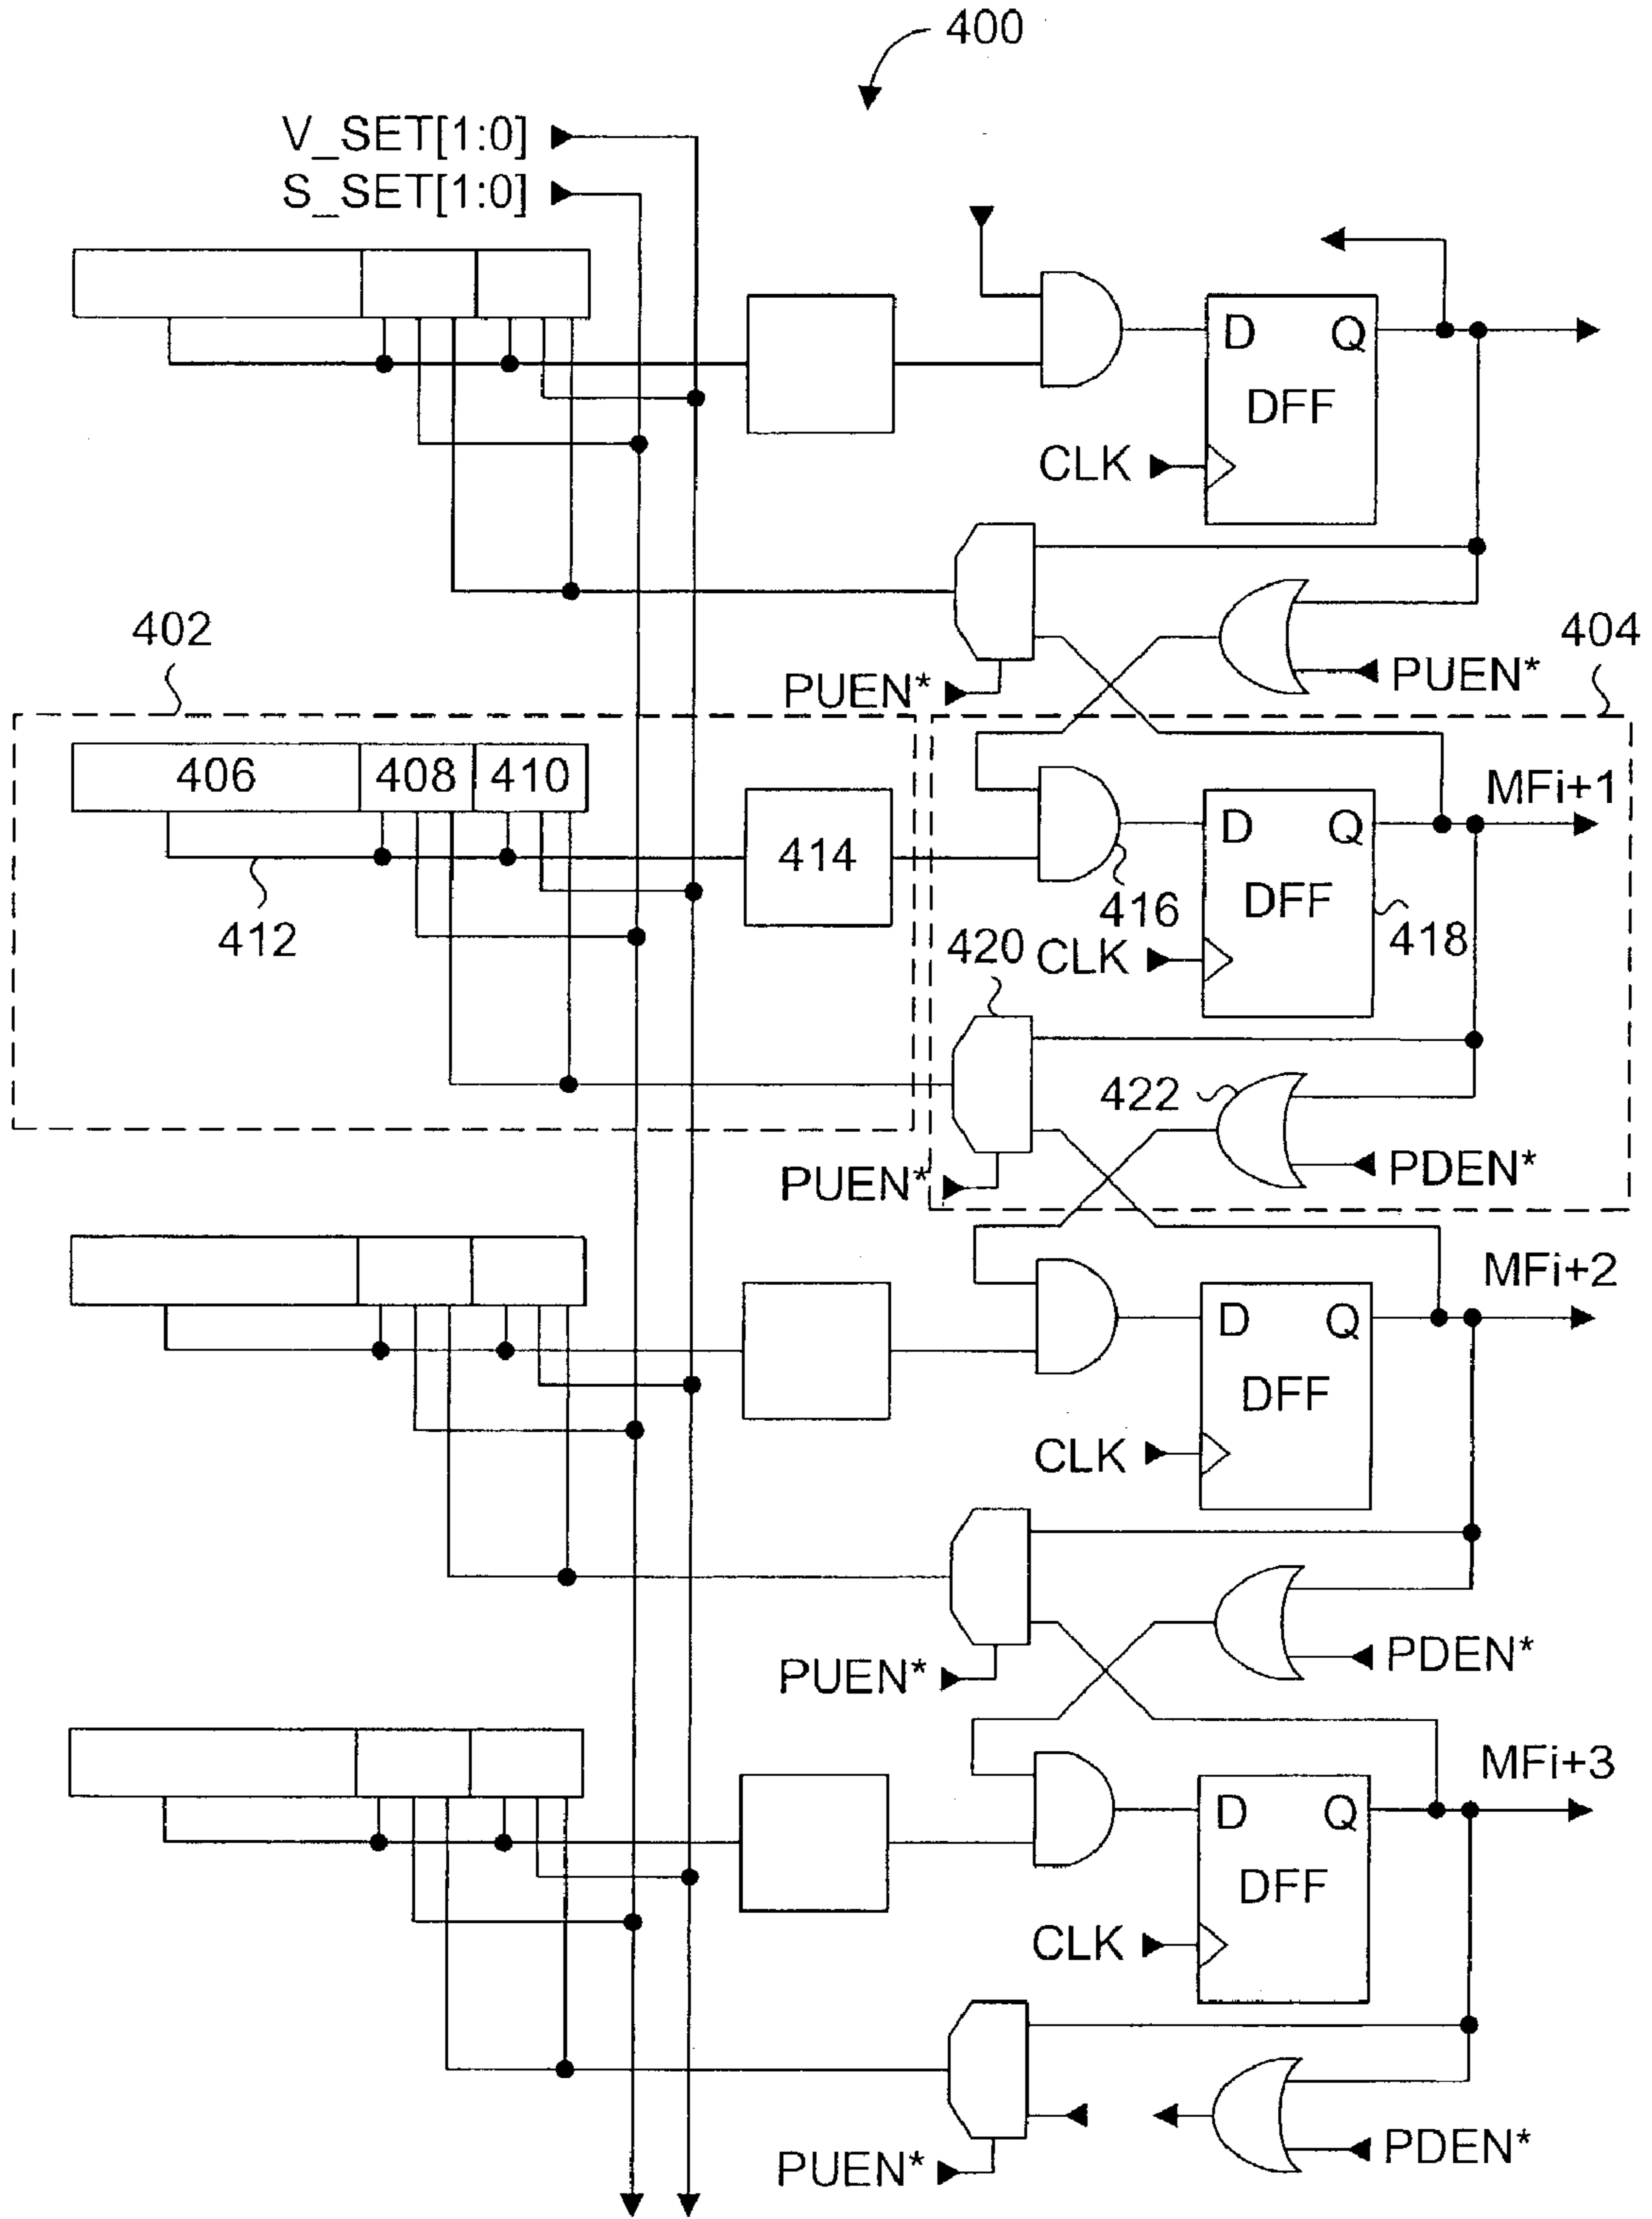 400
V_SET[1:0]
S_SET[1:0]
D Q
DFF
CLK
402
404
PUEN*
PUEN*
406 408 410
MFi+1
D Q
414
DFF
416
412
418
420
CLK
422
PUEN*
PDEN*
MFi+2
D Q
DFF
CLK
PUEN*
PDEN*
MFi+3
D Q
DFF
CLK
PUEN*
PDEN*